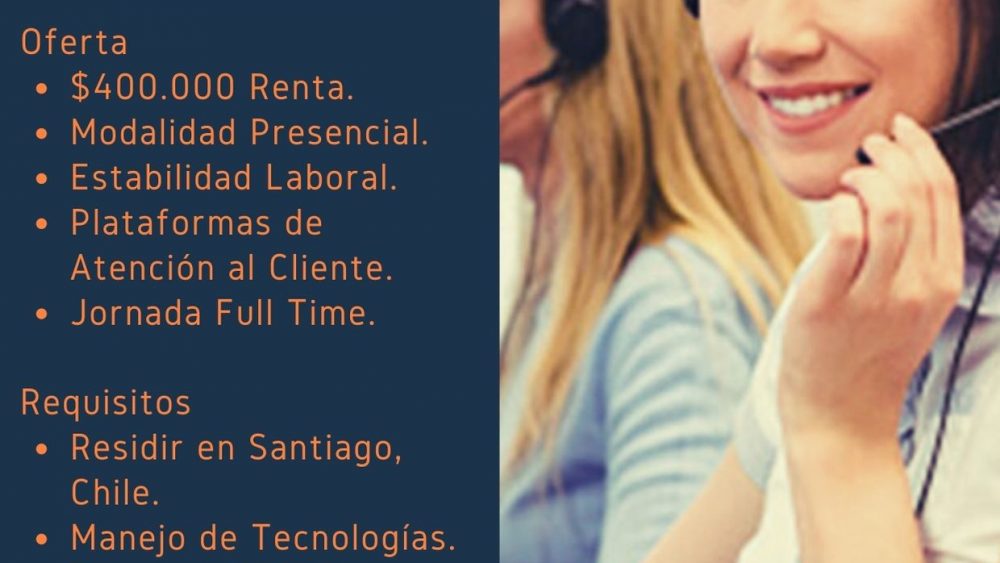 Oferta
• $400.000 Renta.
• Modalidad Presencial.
• Estabilidad Laboral.
• Plataformas de
Atención al Cliente.
• Jornada Full Time.
Requisitos
• Residir en Santiago,
Chile.
• Manejo de Tecnologías.